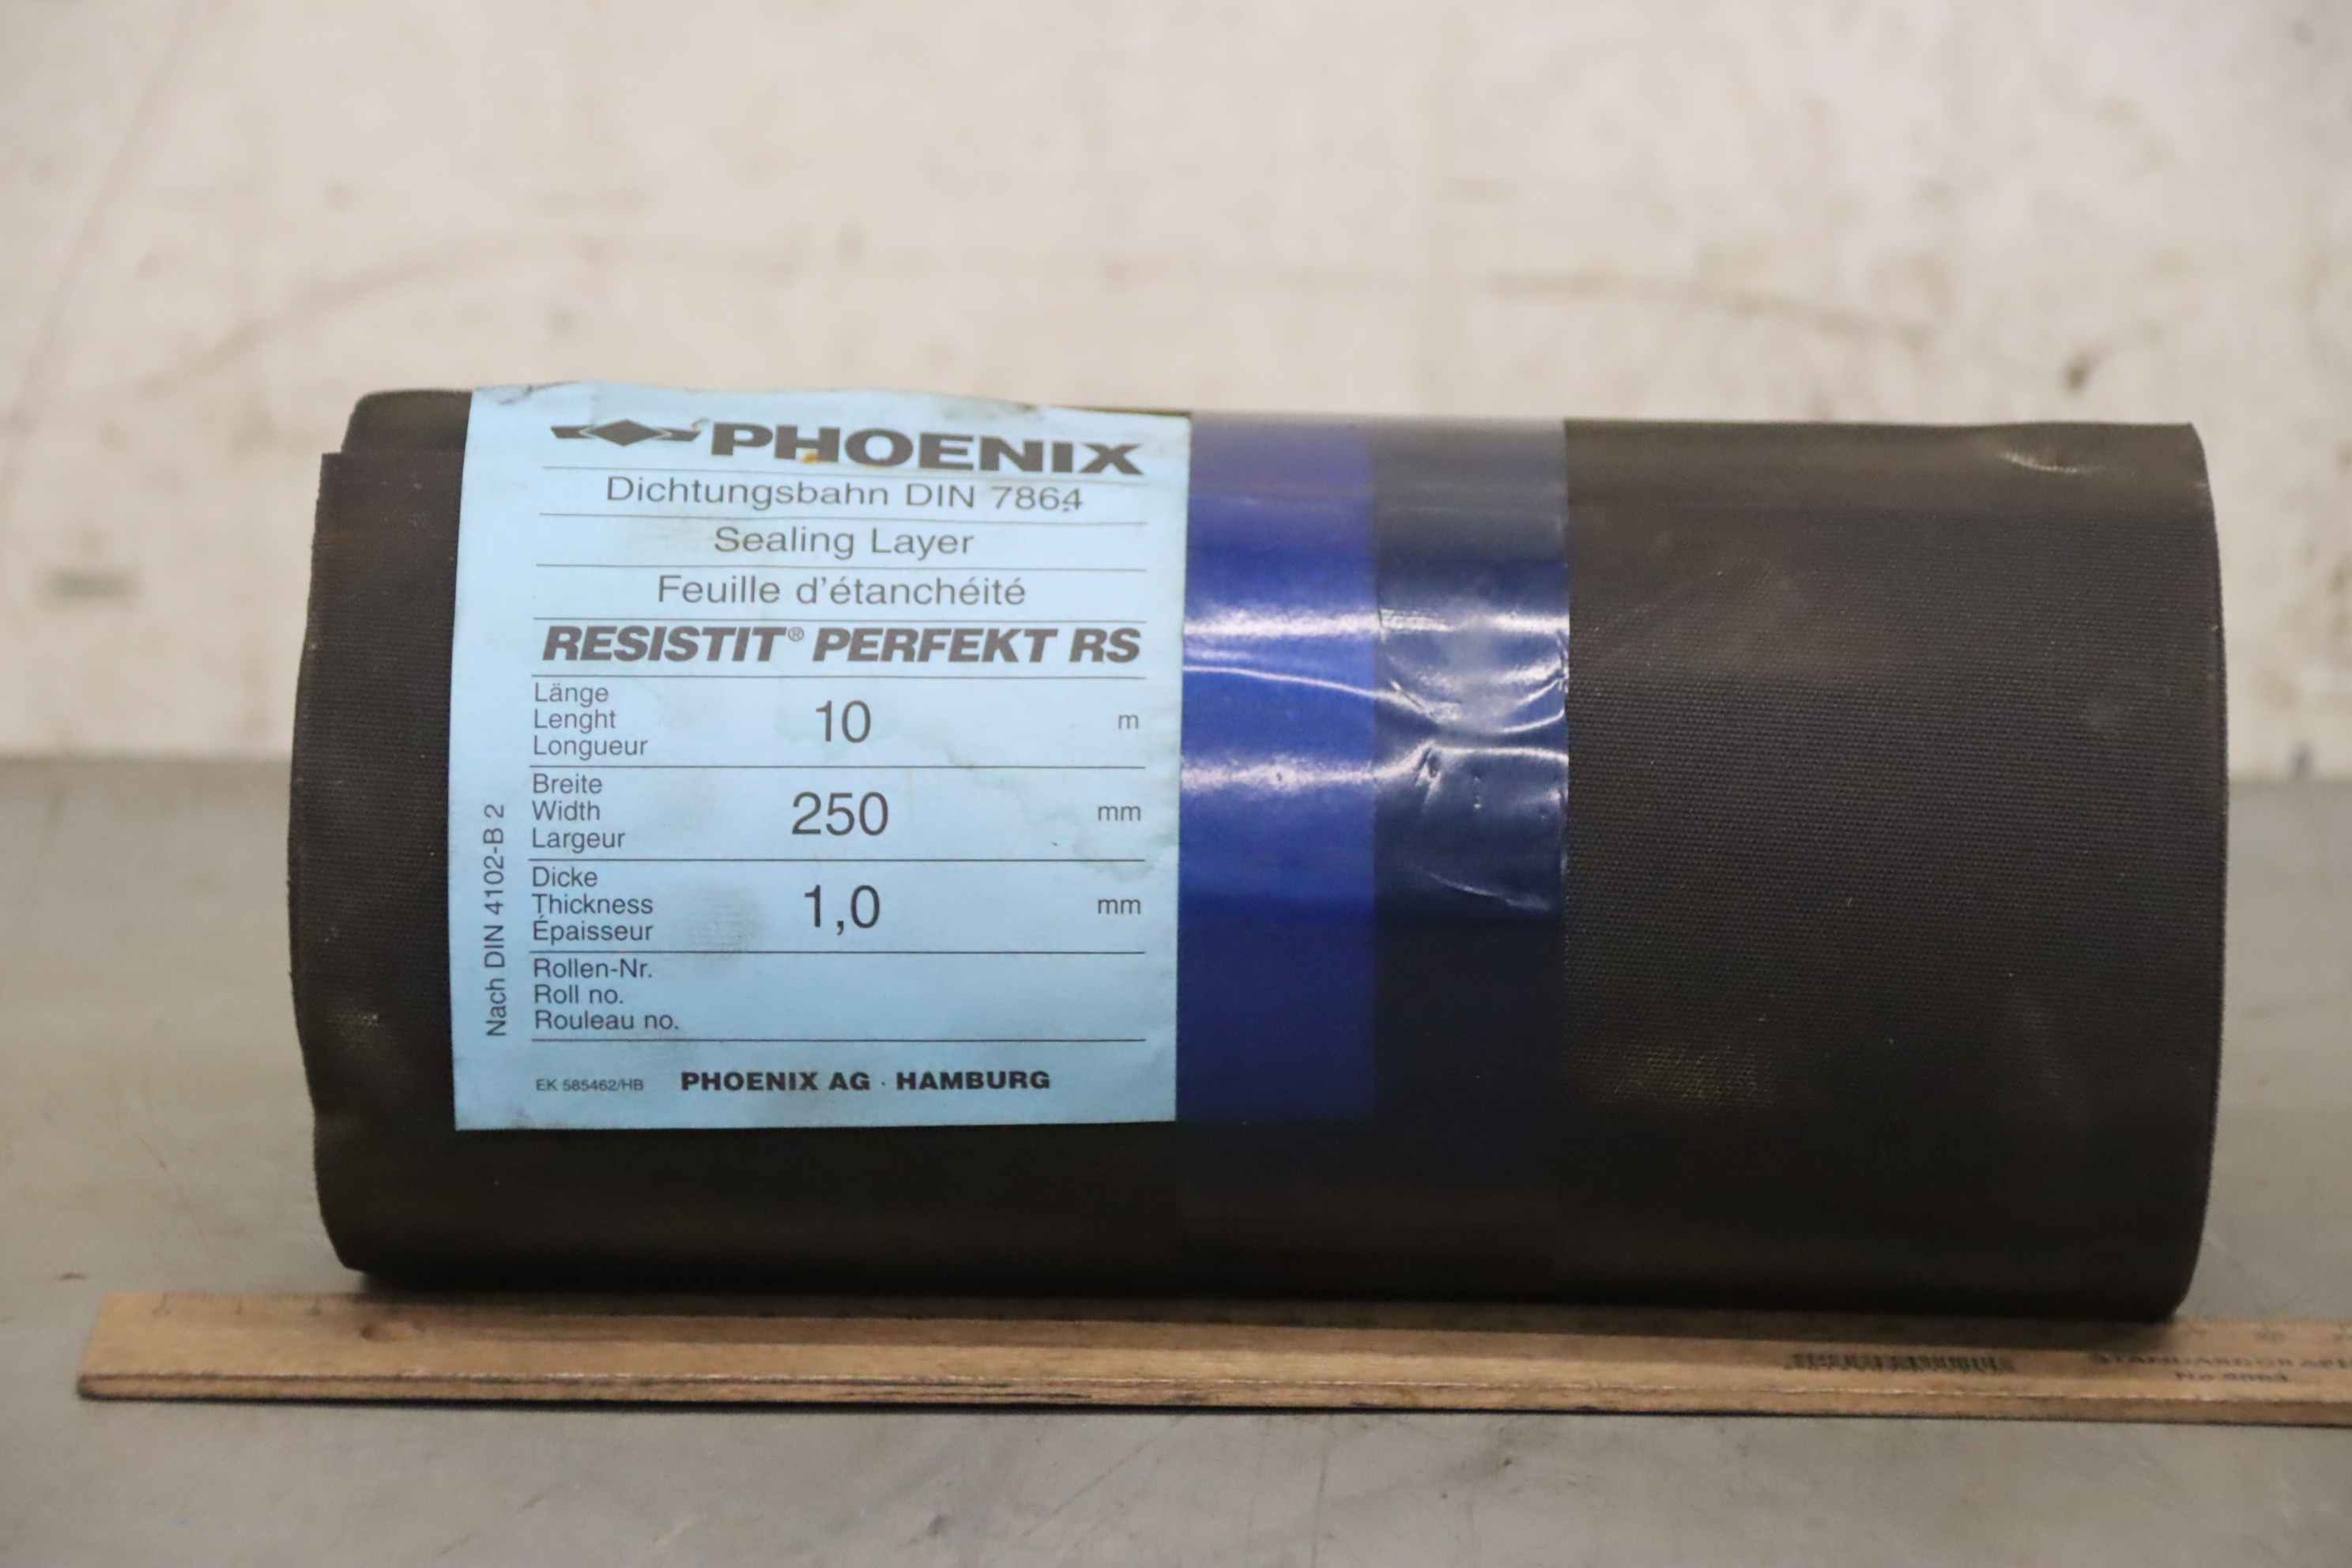 PHOENIX
Dichtungsbahn DIN 7864
Sealing Layer
Feuille d'étanchéité
RESISTIT® PERFEKT RS
Länge
Lenght 10 m
Longueur
Breite
Width 250 mm
Largeur
Dicke
Thickness 1,0 mm
Épaisseur
Rollen-Nr.
Roll no.
Rouleau no.
Nach DIN 4102-B 2
EK 585462/HB PHOENIX AG · HAMBURG